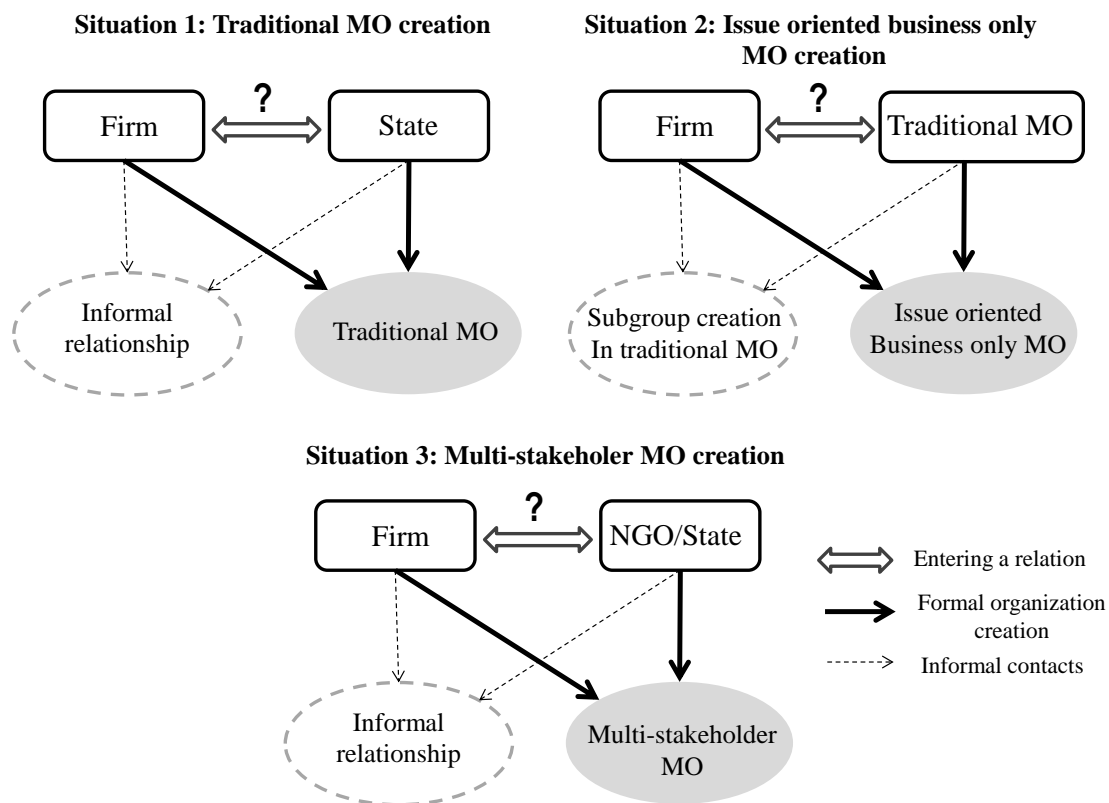 Situation 1: Traditional MO creation
?
Firm
State
Informal
relationship
Traditional MO
Situation 2: Issue oriented business only
MO creation
?
Firm
Traditional MO
Subgroup creation
In traditional MO
Issue oriented
Business only MO
Situation 3: Multi-stakeholer MO creation
?
Firm
NGO/State
Informal
relationship
Multi-stakeholder
MO
Entering a relation
Formal organization
creation
Informal contacts